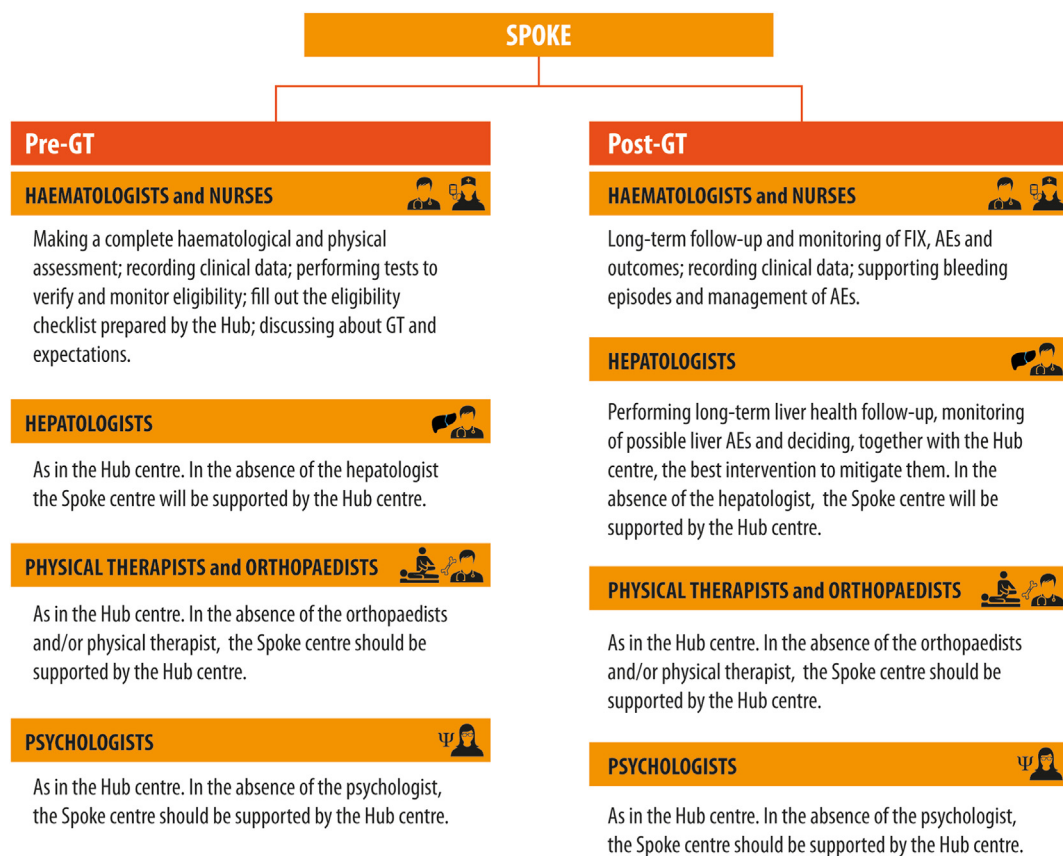 SPOKE
Pre-GT
HAEMATOLOGISTS and NURSES
Making a complete haematological and physical
assessment; recording clinical data; performing tests to
verify and monitor eligibility; fill out the eligibility
checklist prepared by the Hub; discussing about GT and
expectations.
HEPATOLOGISTS
As in the Hub centre. In the absence of the hepatologist
the Spoke centre will be supported by the Hub centre.
PHYSICAL THERAPISTS and ORTHOPAEDISTS
As in the Hub centre. In the absence of the orthopaedists
and/or physical therapist, the Spoke centre should be
supported by the Hub centre.
PSYCHOLOGISTS
Ψ
As in the Hub centre. In the absence of the psychologist,
the Spoke centre should be supported by the Hub centre.
Post-GT
HAEMATOLOGISTS and NURSES
Long-term follow-up and monitoring of FIX, AEs and
outcomes; recording clinical data; supporting bleeding
episodes and management of AEs.
HEPATOLOGISTS
Performing long-term liver health follow-up, monitoring
of possible liver AEs and deciding, together with the Hub
centre, the best intervention to mitigate them. In the
absence of the hepatologist, the Spoke centre will be
supported by the Hub centre.
PHYSICAL THERAPISTS and ORTHOPAEDISTS
As in the Hub centre. In the absence of the orthopaedists
and/or physical therapist, the Spoke centre should be
supported by the Hub centre.
PSYCHOLOGISTS
Ψ
As in the Hub centre. In the absence of the psychologist,
the Spoke centre should be supported by the Hub centre.